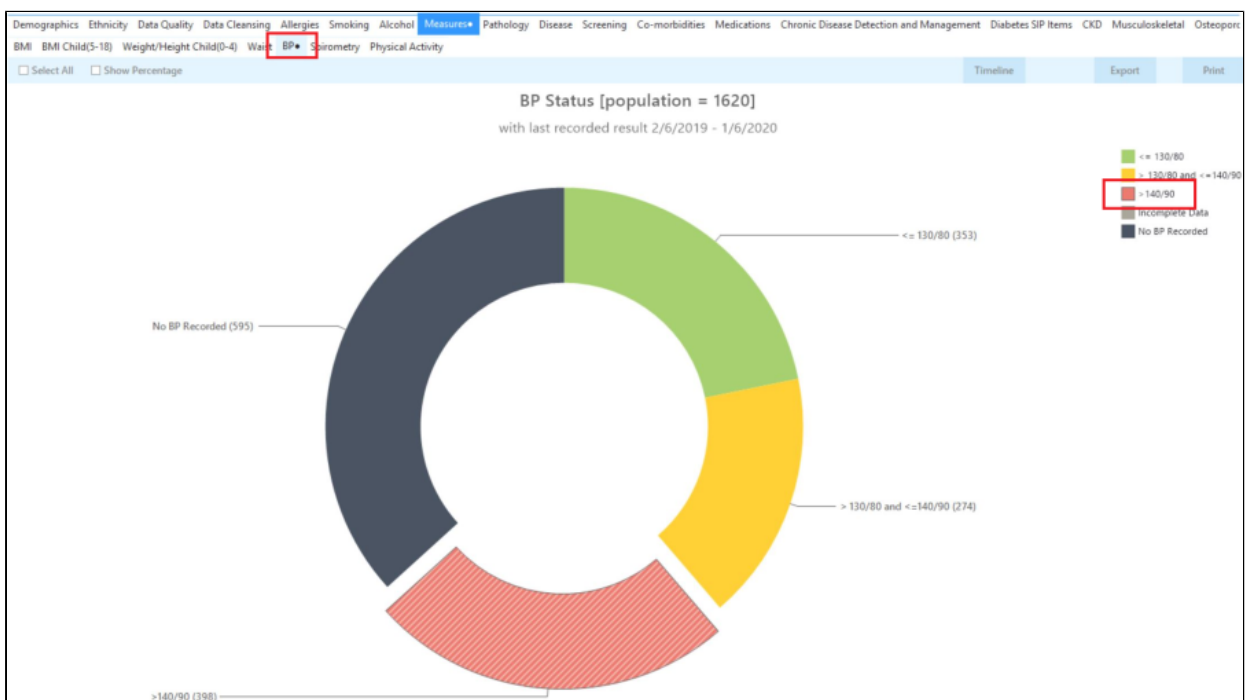 Demographics Ethnicity Data Quality Data Cleansing Allergies Smoking Alcohol Measures• Pathology Disease Screening Co-morbidities Medications Chronic Disease Detection and Management Diabetes SIP Items CKD Musculoskeletal Osteoporo
BMI BMI Child(5-18) Weight/Height Child(0-4) Waist BP• Spirometry Physical Activity
Select All Show Percentage Timeline Export Print
BP Status [population = 1620]
with last recorded result 2/6/2019 - 1/6/2020
<= 130/80
> 130/80 and <=140/90
>140/90
Incomplete Data
No BP Recorded
<= 130/80 (353)
No BP Recorded (595)
> 130/80 and <=140/90 (274)
>140/90 (398)